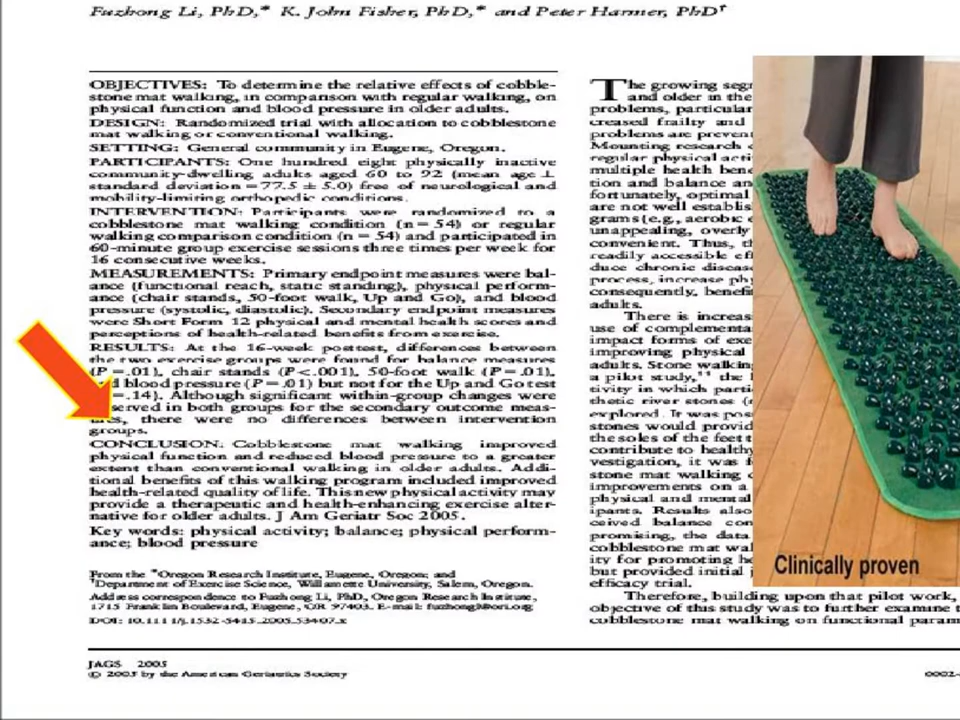 Fuzhong Li, PhD,* K. John Fisher, PhD,* and Peter Harmer, PhD†
OBJECTIVES: To determine the relative effects of cobble-
stone mat walking, in comparison with regular walking, on
physical function and blood pressure in older adults.
DESIGN: Randomized trial with allocation to cobblestone
mat walking or conventional walking.
SETTING: General community in Eugene, Oregon.
PARTICIPANTS: One hundred eight physically inactive
community-dwelling adults aged 60 to 92 (mean age ±
standard deviation = 77.5 ± 5.0) free of neurological and
mobility-limiting orthopedic conditions.
INTERVENTION: Participants were randomized to a
cobblestone mat walking condition (n = 54) or regular
walking comparison condition (n = 54) and participated in
60-minute group exercise sessions three times per week for
16 consecutive weeks.
MEASUREMENTS: Primary endpoint measures were bal-
ance (functional reach, static standing), physical perform-
ance (chair stands, 50-foot walk, Up and Go), and blood
pressure (systolic, diastolic). Secondary endpoint measures
were Short Form 12 physical and mental health scores and
perceptions of health-related benefits from exercise.
RESULTS: At the 16-week posttest, differences between
the two exercise groups were found for balance measures
(P = .01), chair stands (P < .001), 50-foot walk (P = .01),
d blood pressure (P = .01) but not for the Up and Go test
= .14). Although significant within-group changes were
served in both groups for the secondary outcome meas-
es, there were no differences between intervention
groups.
CONCLUSION: Cobblestone mat walking improved
physical function and reduced blood pressure to a greater
extent than conventional walking in older adults. Addi-
tional benefits of this walking program included improved
health-related quality of life. This new physical activity may
provide a therapeutic and health-enhancing exercise alter-
native for older adults. J Am Geriatr Soc 2005.
Key words: physical activity; balance; physical perform-
ance; blood pressure
From the *Oregon Research Institute, Eugene, Oregon; and
†Department of Exercise Science, Willamette University, Salem, Oregon.
Address correspondence to Fuzhong Li, PhD, Oregon Research Institute,
1715 Franklin Boulevard, Eugene, OR 97403. E-mail: fuzhongl@ori.org
DOI: 10.1111/j.1532-5415.2005.53407.x
The growing segr
and older in the
problems, particular
creased frailty and
problems are preven
Mounting research
regular physical acti
multiple health bene
tion and balance an
fortunately, optimal
are not well establis
grams (e.g., aerobic
unappealing, overly
convenient. Thus, th
readily accessible eff
duce chronic diseas
process, increase phy
consequently, benefi
adults.
There is increas
use of complementa
impact forms of exe
improving physical
adults. Stone walkin
a pilot study, the
tivity in which parti
thetic river stones (
explored. It was pos
stones would provid
the soles of the feet t
contribute to healthy
vestigation, it was f
stone mat walking
improvements on a
physical and mental
ipants. Results also
ceived balance con
promising, the data
cobblestone mat wal
ity for promoting he
but provided initial
efficacy trial.
Therefore, building upon that pilot work,
objective of this study was to further examine t
cobblestone mat walking on functional param
Clinically proven
JAGS 2005
© 2005 by the American Geriatrics Society
0002-